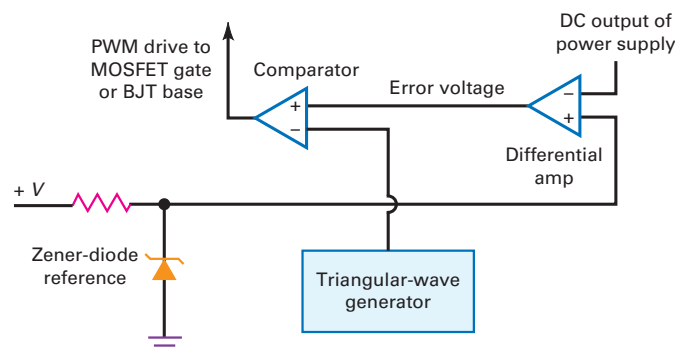 DC output of
power supply
PWM drive to
MOSFET gate
or BJT base
Comparator
Error voltage
+
−
−
+
Differential
amp
+ V
Zener-diode
reference
Triangular-wave
generator